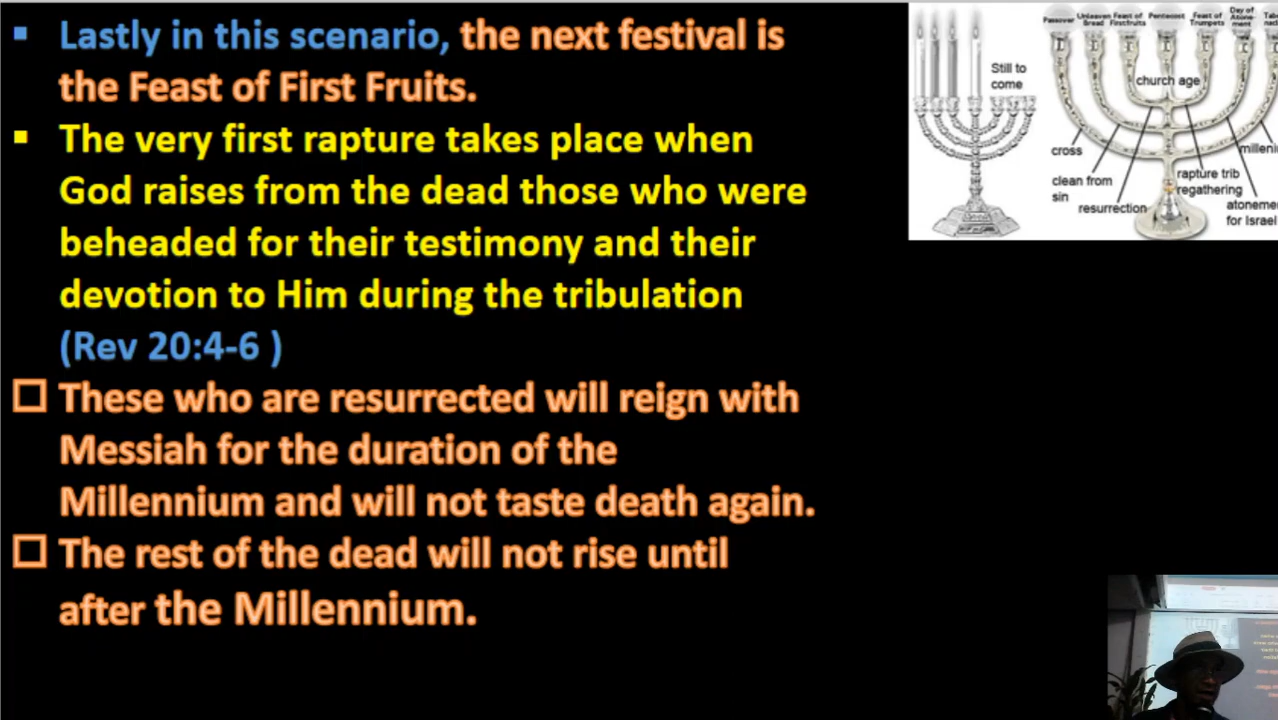 Lastly in this scenario, the next festival is
the Feast of First Fruits.
The very first rapture takes place when
God raises from the dead those who were
beheaded for their testimony and their
devotion to Him during the tribulation
(Rev 20:4-6 )
These who are resurrected will reign with
Messiah for the duration of the
Millennium and will not taste death again.
The rest of the dead will not rise until
after the Millennium.
Still to
come
Passover
Unleaven
Bread
Feast of
Firstfruits
Pentecost
Feast of
Trumpets
Day of
Atone-
ment
church age
cross
clean from
sin
resurrection
rapture trib
regathering
for Israel